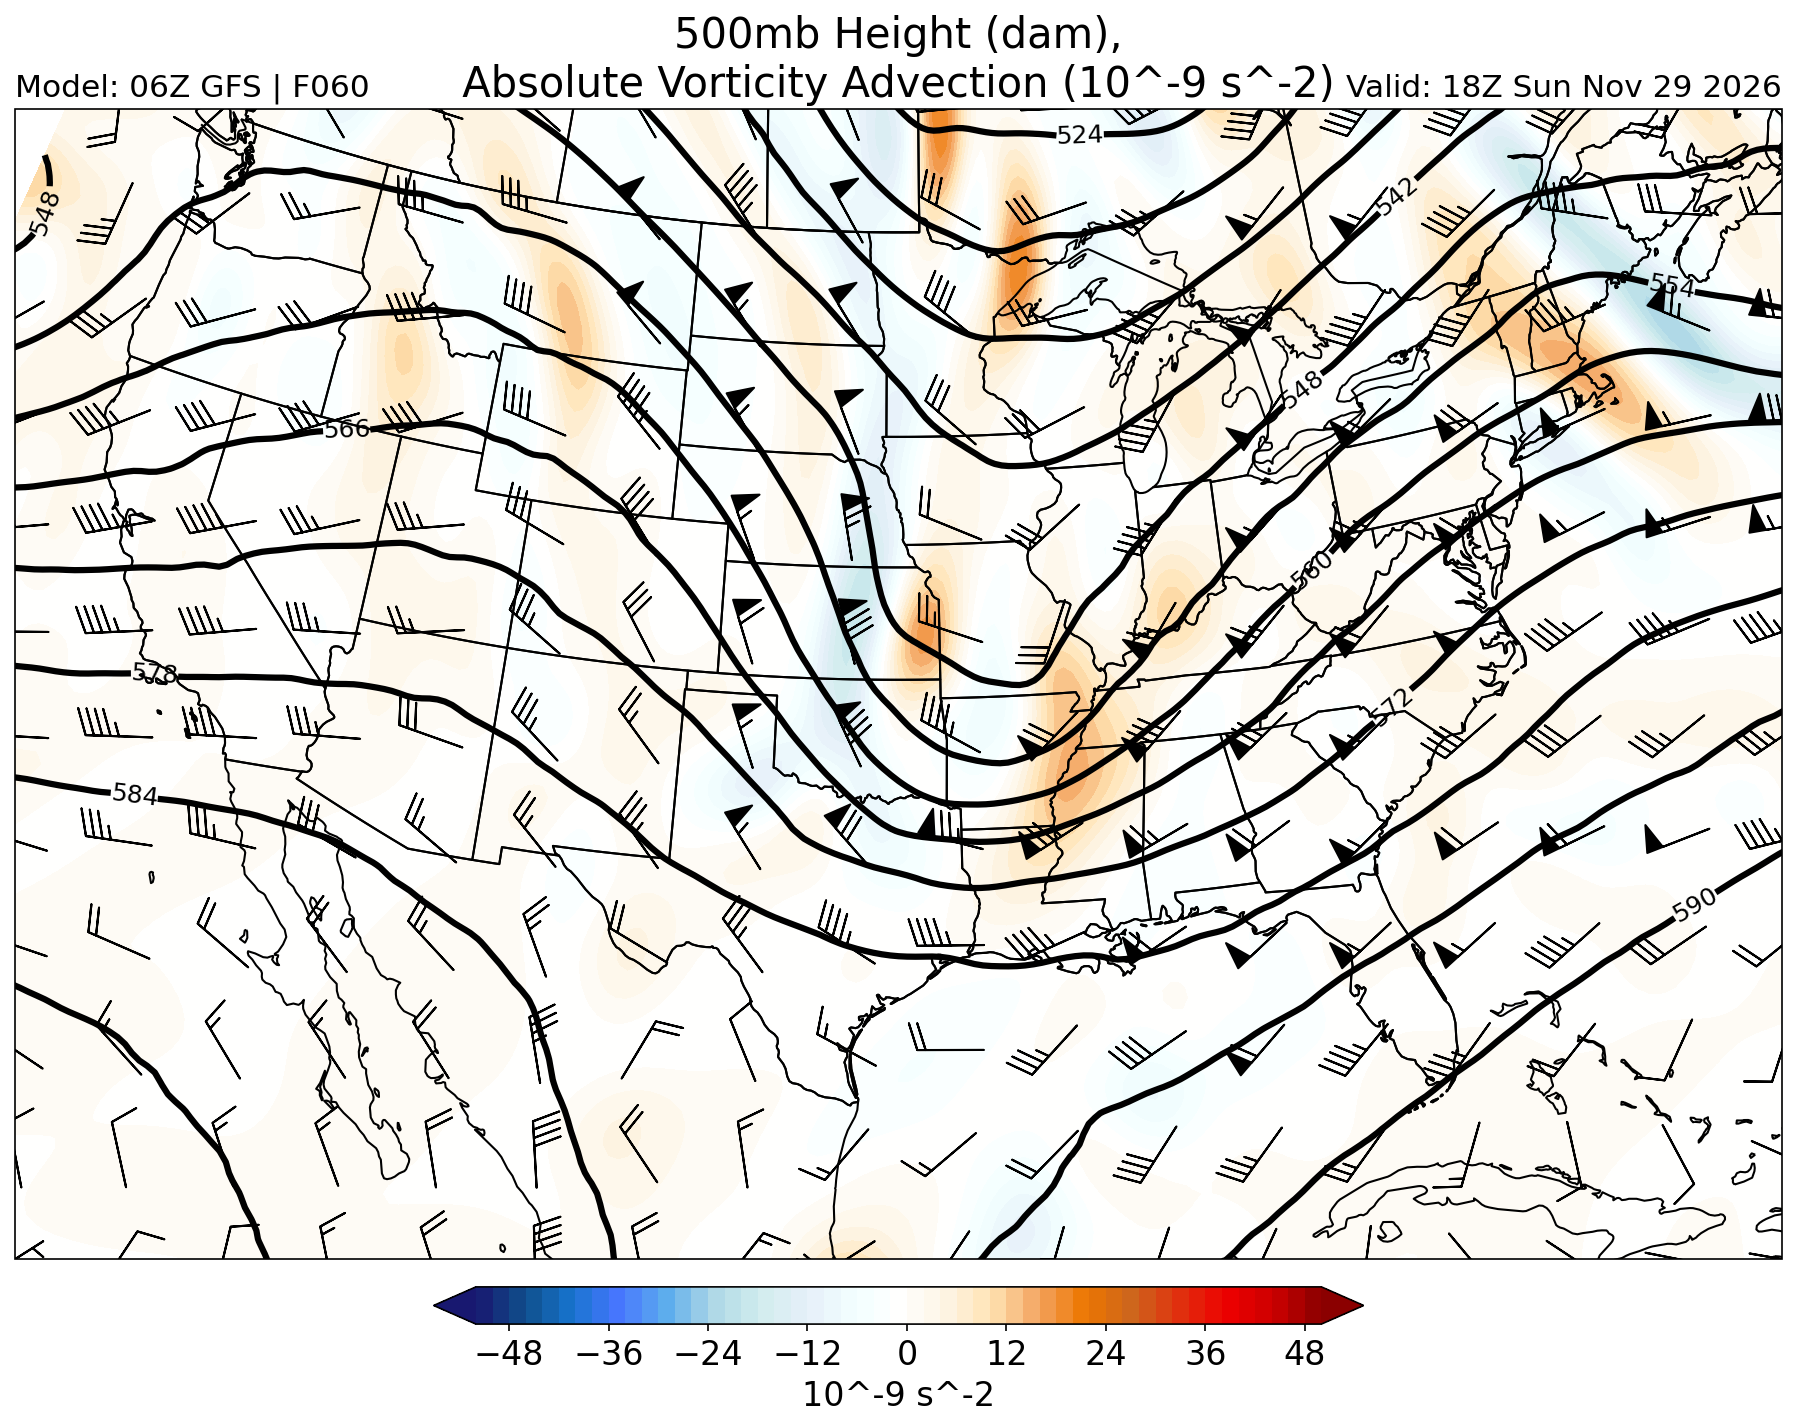 500mb Height (dam),
Model: 06Z GFS | F060 Absolute Vorticity Advection (10^-9 s^-2) Valid: 18Z Sun Nov 29 2026
524
542
548
554
548
566
560
578
572
584
590
−48 −36 −24 −12 0 12 24 36 48
10^-9 s^-2